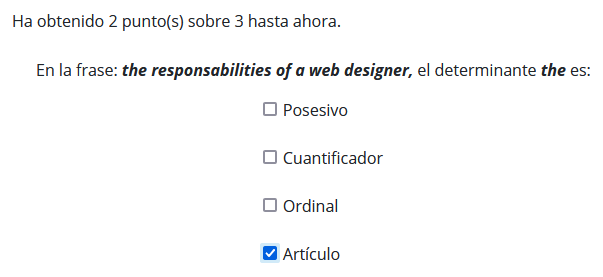 Ha obtenido 2 punto(s) sobre 3 hasta ahora.
En la frase: the responsabilities of a web designer, el determinante the es:
Posesivo
Cuantificador
Ordinal
Artículo